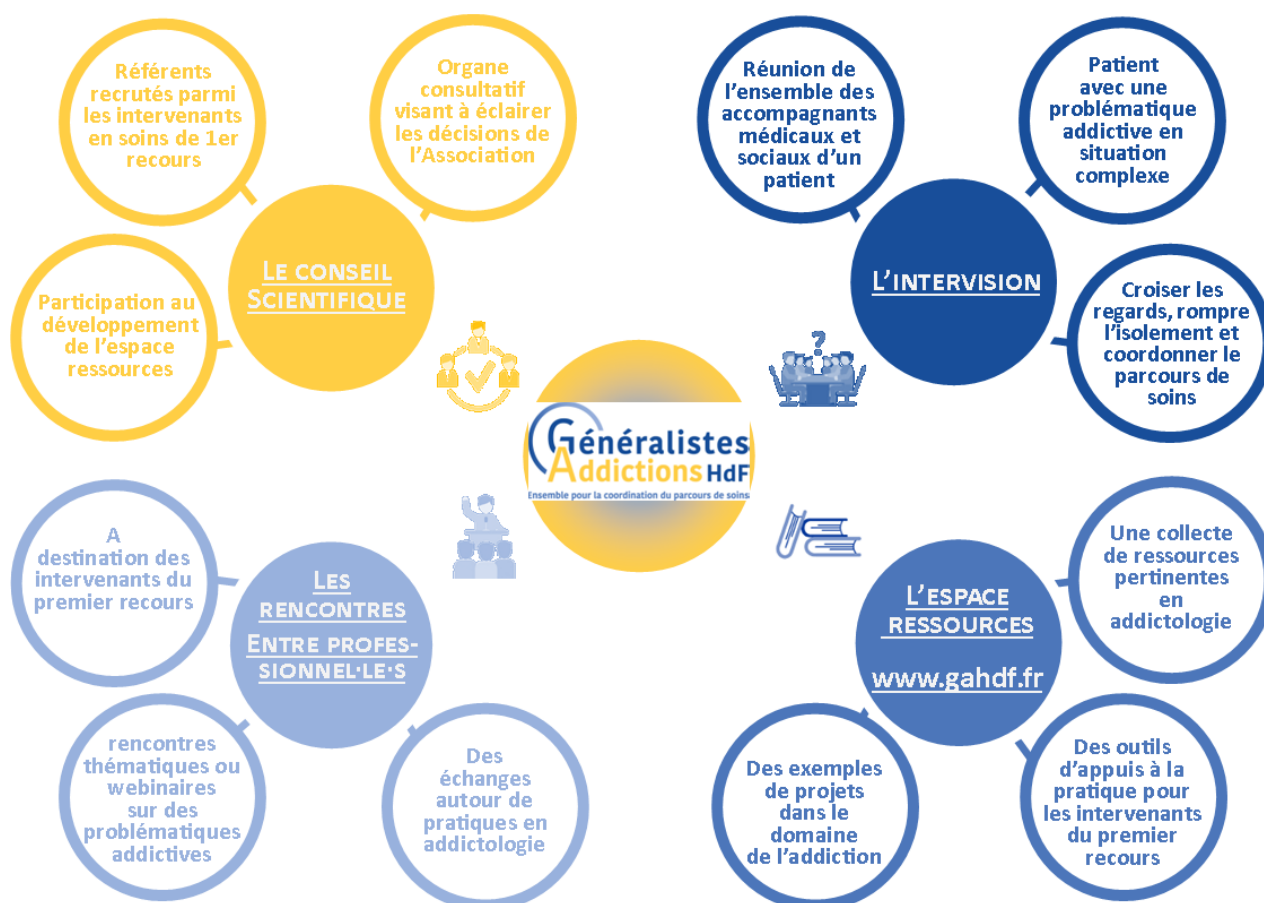 Référents
recrutés parmi
les intervenants
en soins de 1er
recours
Organe
consultatif
visant à éclairer
les décisions de
l'Association
LE CONSEIL
SCIENTIFIQUE
Participation au
développement
de l'espace
ressources
Réunion de
l'ensemble des
accompagnants
médicaux et
sociaux d'un
patient
Patient
avec une
problématique
addictive en
situation
complexe
L'INTERVISION
Croiser les
regards, rompre
l'isolement et
coordonner le
parcours de
soins
?
Généralistes
Addictions HdF
Ensemble pour la coordination du parcours de soins
A
destination des
intervenants du
premier recours
LES
RENCONTRES
ENTRE PROFES-
SIONNEL·LE·S
rencontres
thématiques ou
webinaires
sur des
problématiques
addictives
Des
échanges
autour de
pratiques en
addictologie
L'ESPACE
RESSOURCES
www.gahdf.fr
Une collecte
de ressources
pertinentes
en
addictologie
Des exemples
de projets
dans le
domaine
de l'addiction
Des outils
d'appuis à la
pratique pour
les intervenants
du premier
recours